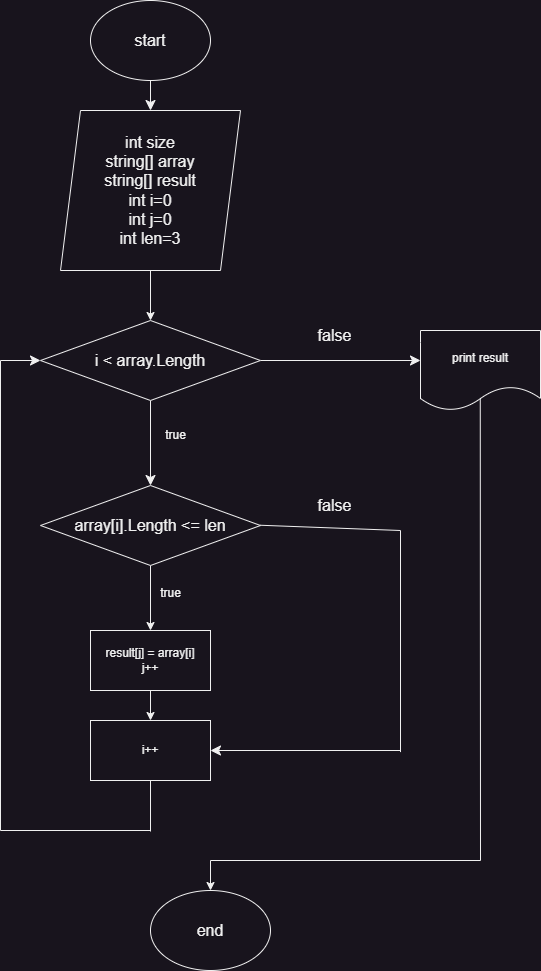 start
int size
string[] array
string[] result
int i=0
int j=0
int len=3
i < array.Length
false
print result
true
array[i].Length <= len
false
true
result[j] = array[i]
j++
i++
end